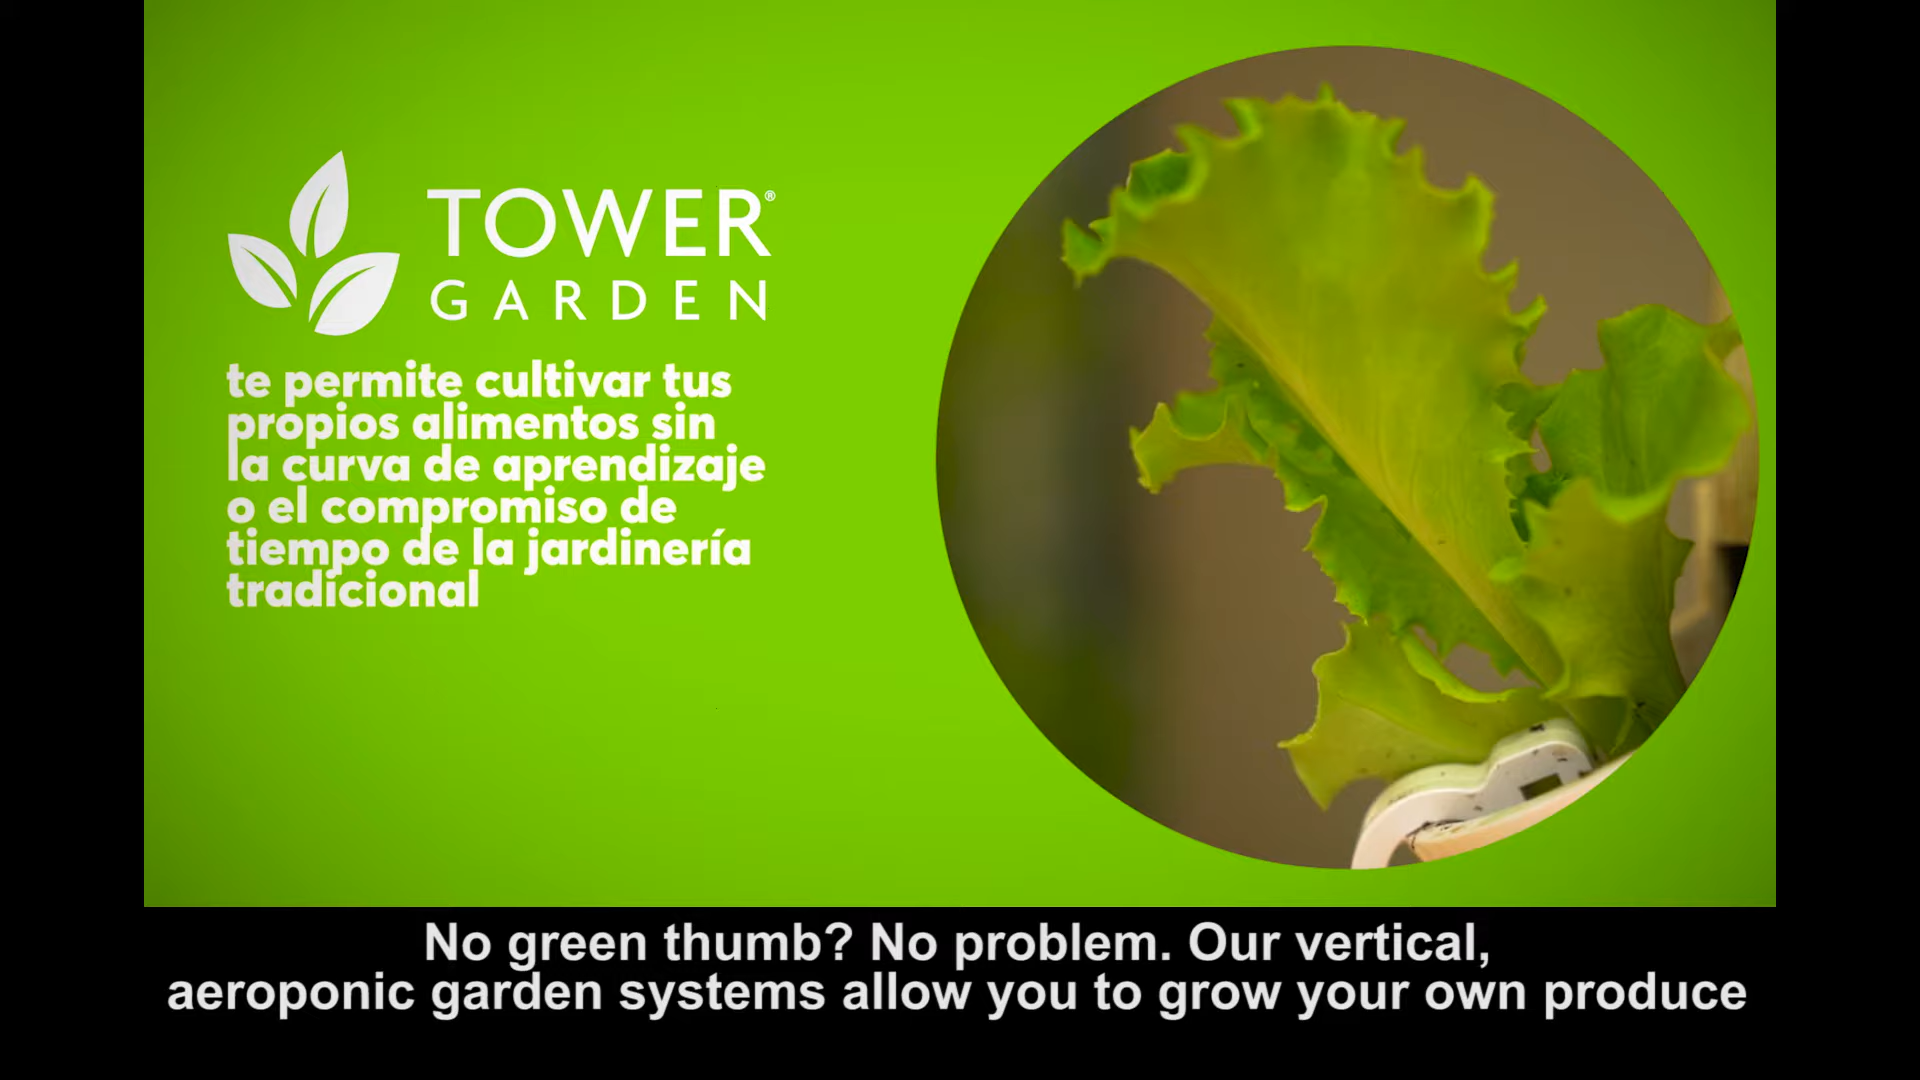 TOWER®
GARDEN
te permite cultivar tus
propios alimentos sin
la curva de aprendizaje
o el compromiso de
tiempo de la jardinería
tradicional
No green thumb? No problem. Our vertical,
aeroponic garden systems allow you to grow your own produce